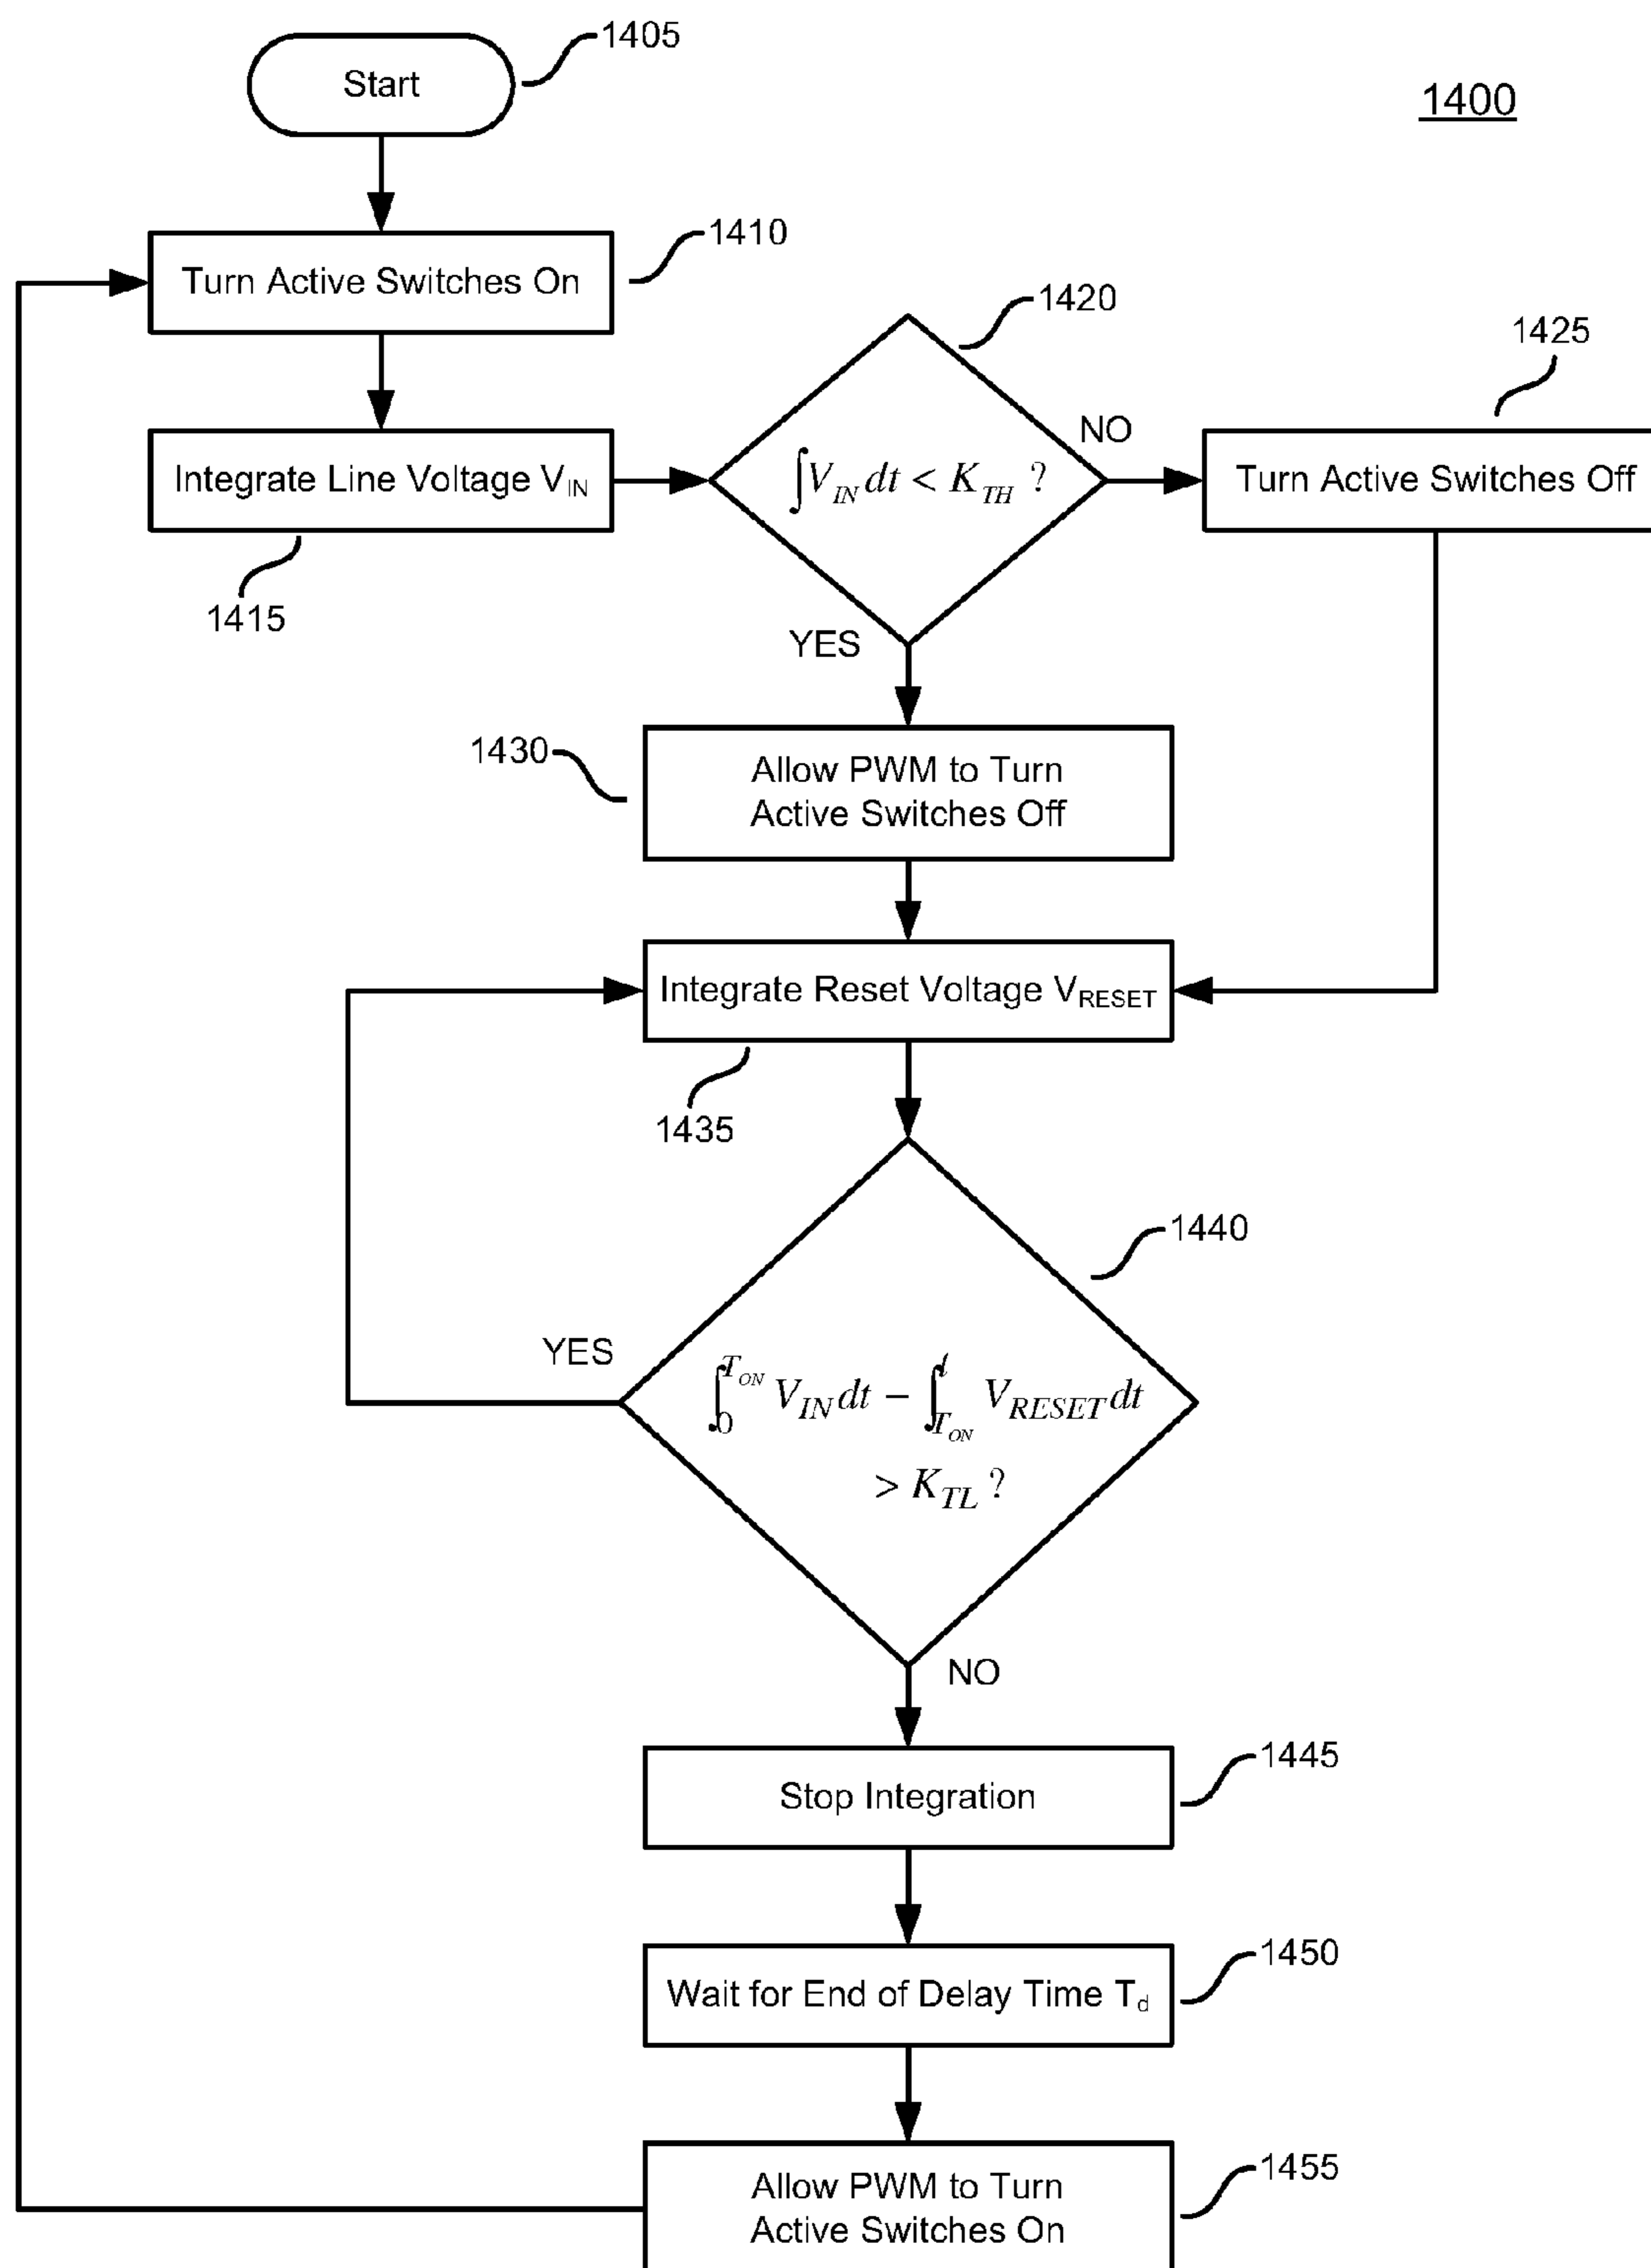 Start
1405
1400
Turn Active Switches On
1410
Integrate Line Voltage V_IN
1415
∫V_IN dt < K_TH ?
1420
NO
YES
Turn Active Switches Off
1425
Allow PWM to Turn
Active Switches Off
1430
Integrate Reset Voltage V_RESET
1435
∫_0^{T_ON} V_IN dt − ∫_{T_ON}^t V_RESET dt
> K_TL ?
1440
YES
NO
Stop Integration
1445
Wait for End of Delay Time T_d
1450
Allow PWM to Turn
Active Switches On
1455